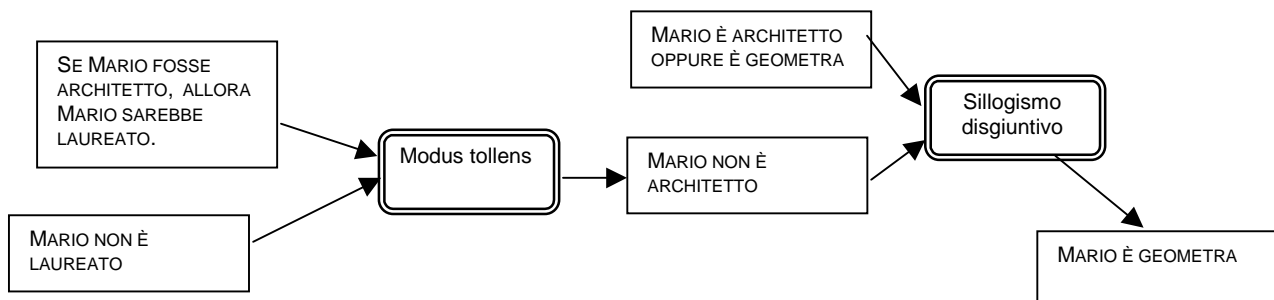 SE MARIO FOSSE
ARCHITETTO, ALLORA
MARIO SAREBBE
LAUREATO.
MARIO NON È
LAUREATO
Modus tollens
MARIO È ARCHITETTO
OPPURE È GEOMETRA
MARIO NON È
ARCHITETTO
Sillogismo
disgiuntivo
MARIO È GEOMETRA